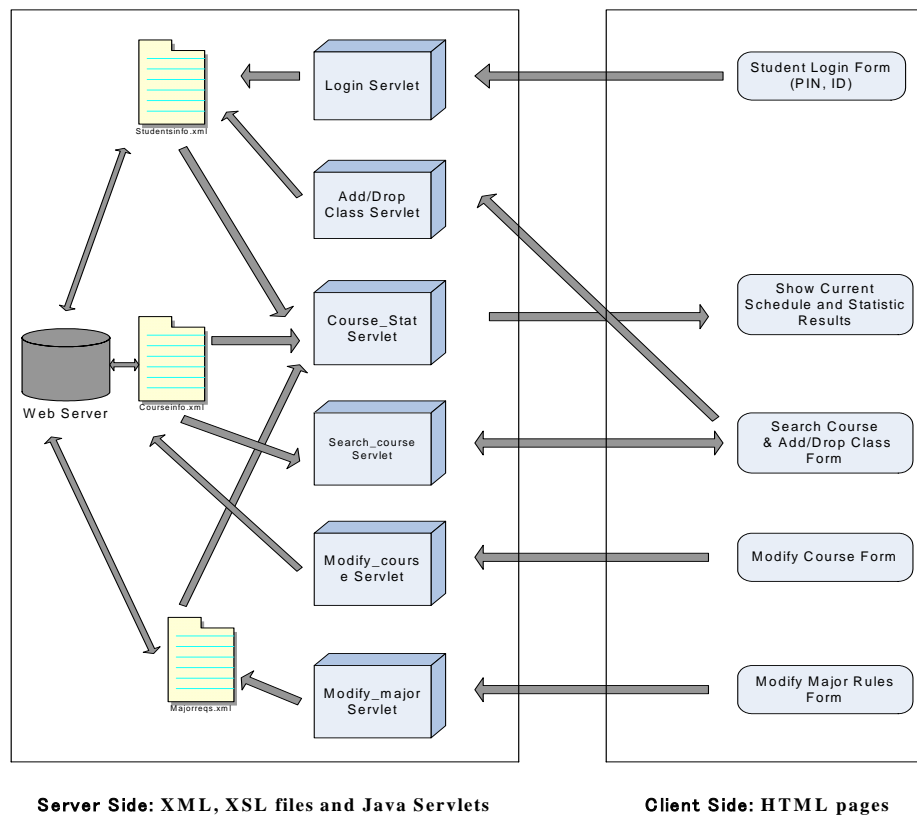 Login Servlet
Student Login Form
(PIN, ID)
Studentsinfo.xml
Add/Drop
Class Servlet
Course_Stat
Servlet
Show Current
Schedule and Statistic
Results
Web Server
Courseinfo.xml
Search_course
Servlet
Search Course
& Add/Drop Class
Form
Modify_cours
e Servlet
Modify Course Form
Majorreqs.xml
Modify_major
Servlet
Modify Major Rules
Form
Server Side: XML, XSL files and Java Servlets
Client Side: HTML pages